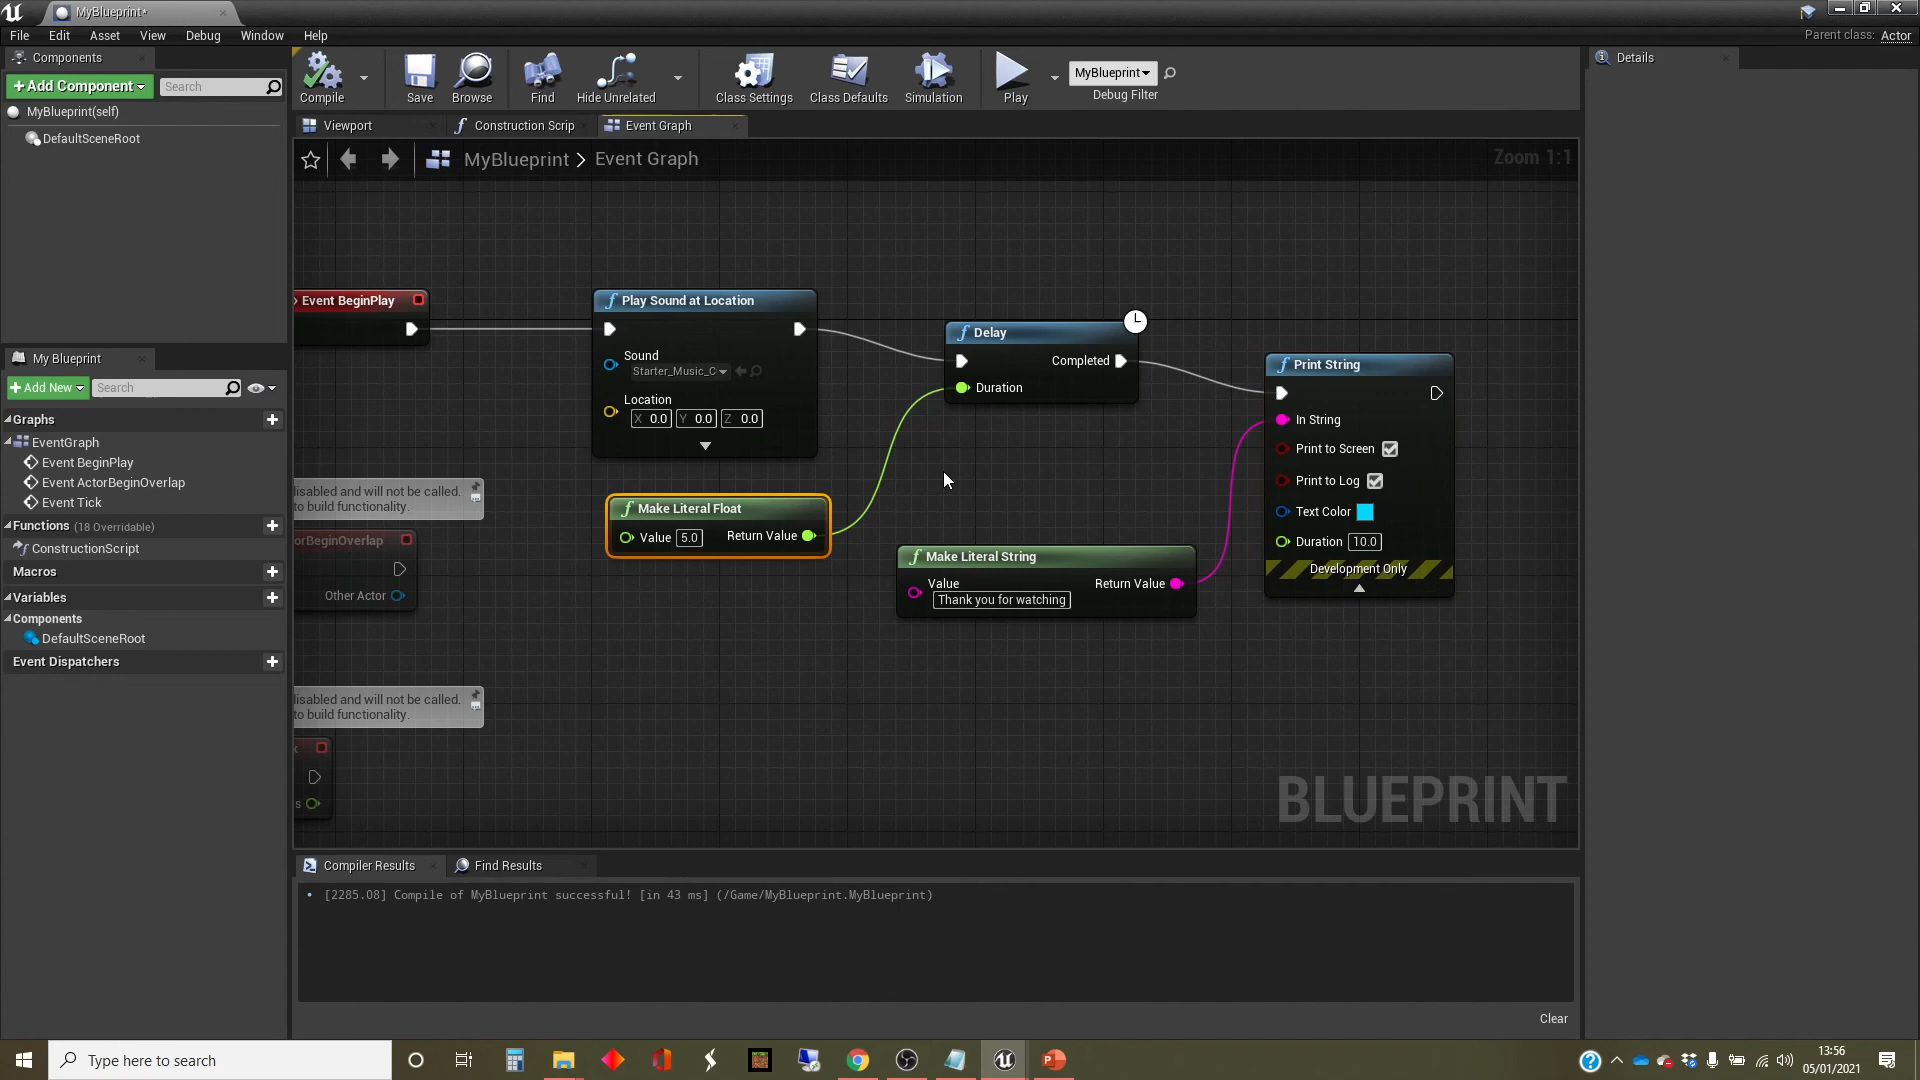 MyBlueprint*
File Edit Asset View Debug Window Help
Parent class: Actor
Components
+Add Component
Search
MyBlueprint(self)
DefaultSceneRoot
Compile
Save
Browse
Find
Hide Unrelated
Class Settings
Class Defaults
Simulation
Play
MyBlueprint
Debug Filter
Details
Viewport
Construction Scrip
Event Graph
MyBlueprint > Event Graph
Zoom 1:1
Event BeginPlay
Play Sound at Location
Sound
Starter_Music_C
Location
X 0.0 Y 0.0 Z 0.0
Delay
Completed
Duration
Print String
In String
Print to Screen
Print to Log
Text Color
Duration 10.0
Development Only
Make Literal Float
Value 5.0 Return Value
Make Literal String
Value
Return Value
Thank you for watching
isabled and will not be called.
to build functionality.
orBeginOverlap
Other Actor
isabled and will not be called.
to build functionality.
s
BLUEPRINT
My Blueprint
+Add New
Search
Graphs
EventGraph
Event BeginPlay
Event ActorBeginOverlap
Event Tick
Functions (18 Overridable)
ConstructionScript
Macros
Variables
Components
DefaultSceneRoot
Event Dispatchers
Compiler Results
Find Results
• [2285.08] Compile of MyBlueprint successful! [in 43 ms] (/Game/MyBlueprint.MyBlueprint)
Clear
Type here to search
13:56
05/01/2021